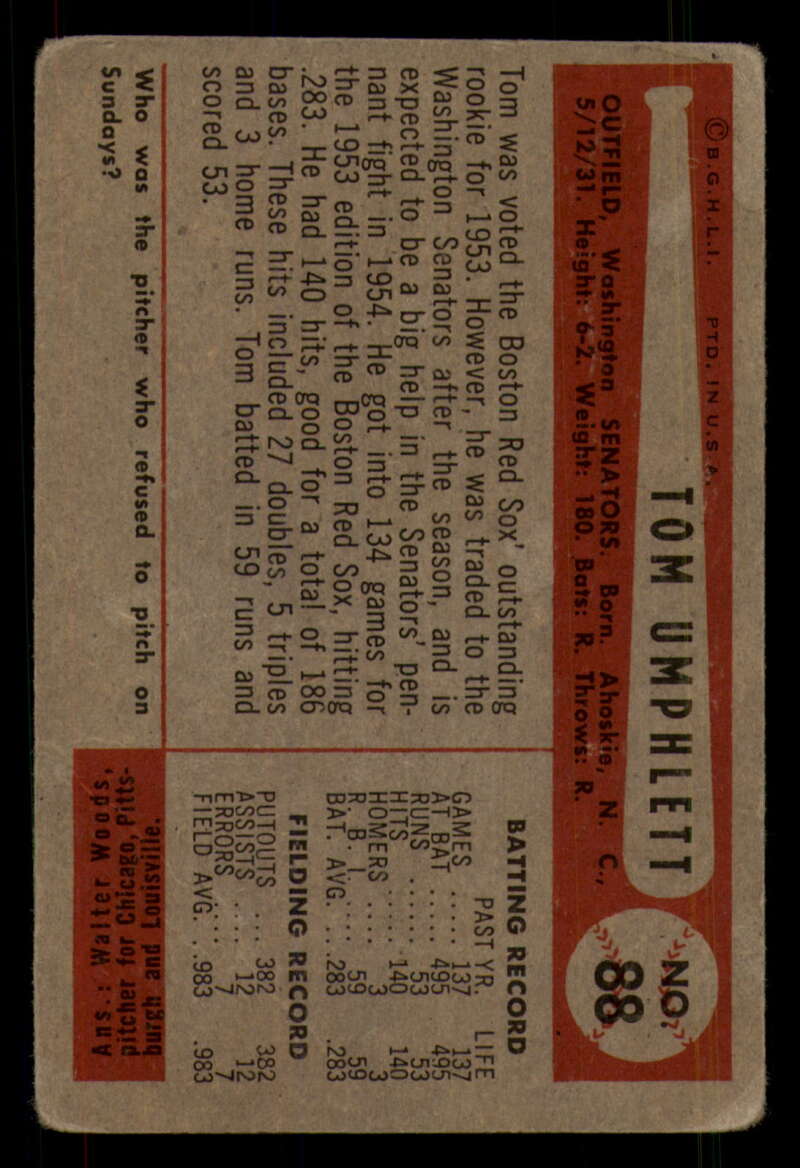 © B.G.H.L.I. PTD. IN U.S.A.
TOM UMPHLETT
NO.
88
OUTFIELD, Washington SENATORS. Born. Ahoskie, N. C.,
5/12/31. Height: 6-2. Weight: 180. Bats: R. Throws: R.
Tom was voted the Boston Red Sox' outstanding
rookie for 1953. However, he was traded to the
Washington Senators after the season, and is
expected to be a big help in the Senators' pen-
nant fight in 1954. He got into 134 games for
the 1953 edition of the Boston Red Sox, hitting
.283. He had 140 hits, good for a total of 186
bases. These hits included 27 doubles, 5 triples
and 3 home runs. Tom batted in 59 runs and
scored 53.
BATTING RECORD
PAST YR. LIFE
GAMES ..... 137 137
AT BAT ..... 495 495
RUNS ...... 53 53
HITS ...... 140 140
HOMERS .... 3 3
R. B. I. ..... 59 59
BAT. AVG. ... .283 .283
FIELDING RECORD
PUTOUTS ... 382 382
ASSISTS .... 12 12
ERRORS .... 7 7
FIELD AVG. . .983 .983
Who was the pitcher who refused to pitch on
Sundays?
Ans.: Walter Woods,
pitcher for Chicago, Pitts-
burgh and Louisville.